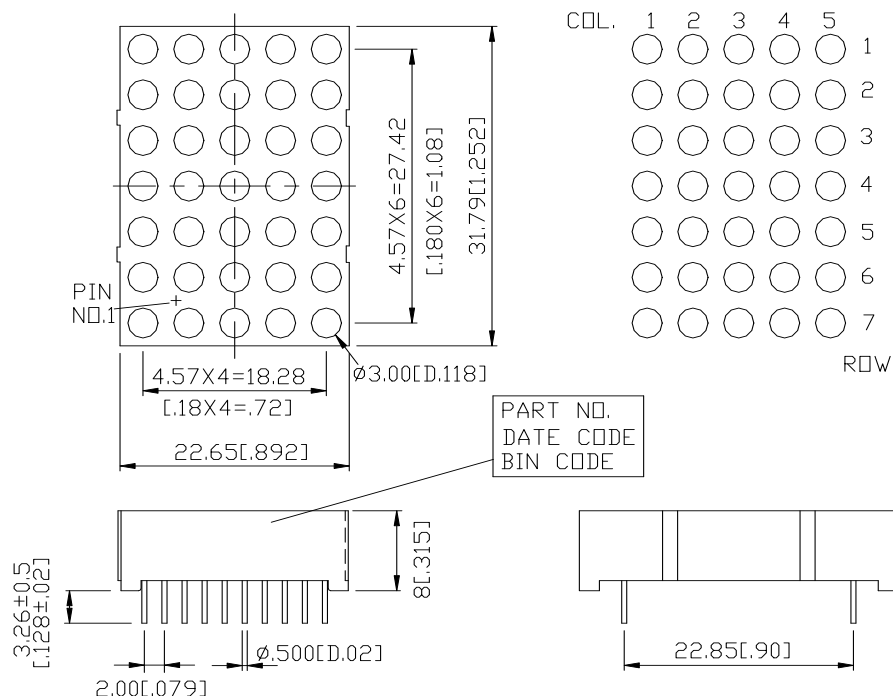 COL. 1 2 3 4 5
1
2
3
4
5
6
7
ROW
4.57X6=27.42
[.180X6=1.08]
31.79[1.252]
PIN
NO.1
4.57X4=18.28
[.18X4=.72]
ϕ3.00[D.118]
22.65[.892]
PART NO.
DATE CODE
BIN CODE
8[.315]
3.26±0.5
[.128±.02]
ϕ.500[D.02]
2.00[.079]
22.85[.90]